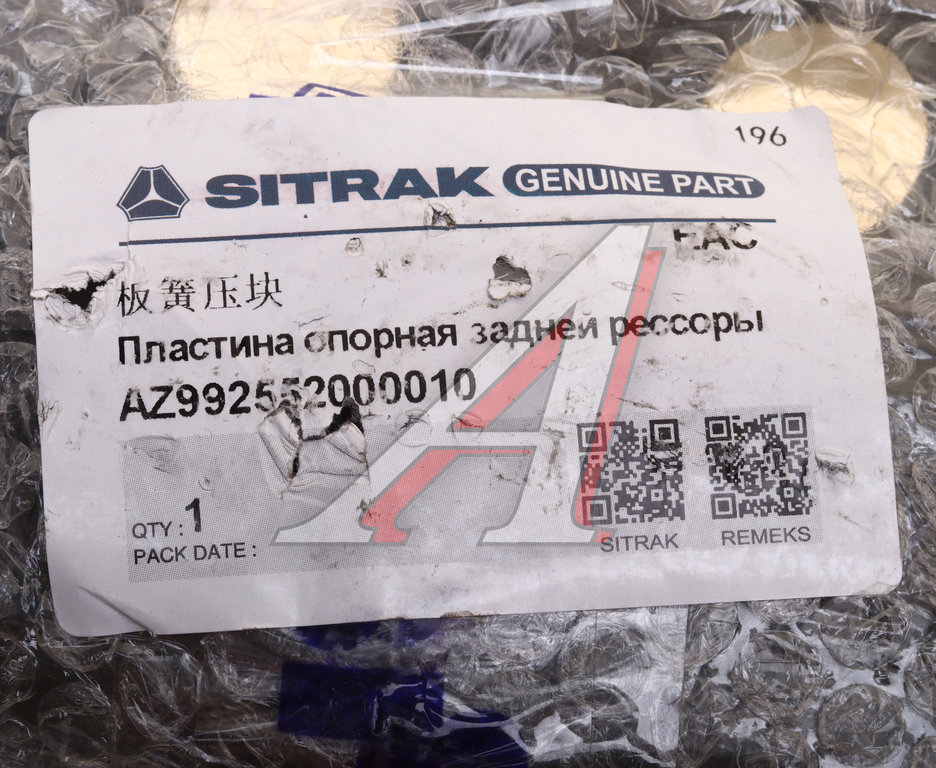 196
SITRAK GENUINE PART
EAC
板簧压块
Пластина опорная задней рессоры
AZ992552000010
QTY : 1
PACK DATE :
SITRAK
REMEKS